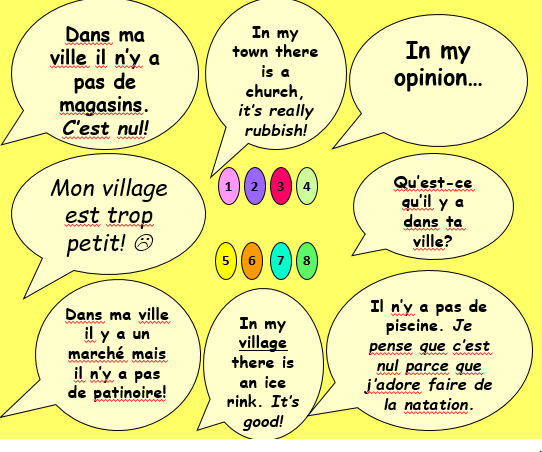 Dans ma
ville il n'y a
pas de
magasins.
C'est nul!
In my
town there
is a
church,
it's really
rubbish!
In my
opinion...
Mon village
est trop
petit! ☹
1 2 3 4
Qu'est-ce
qu'il y a
dans ta
ville?
5 6 7 8
Dans ma ville
il y a un
marché mais
il n'y a pas
de patinoire!
In my
village
there is
an ice
rink. It's
good!
Il n'y a pas de
piscine. Je
pense que c'est
nul parce que
j'adore faire de
la natation.